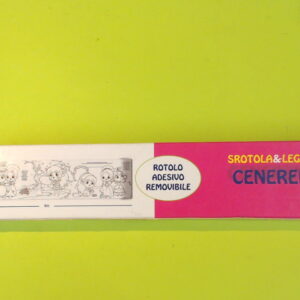 ROTOLO
ADESIVO
REMOVIBILE
SROTOLA&LEG
CENERE